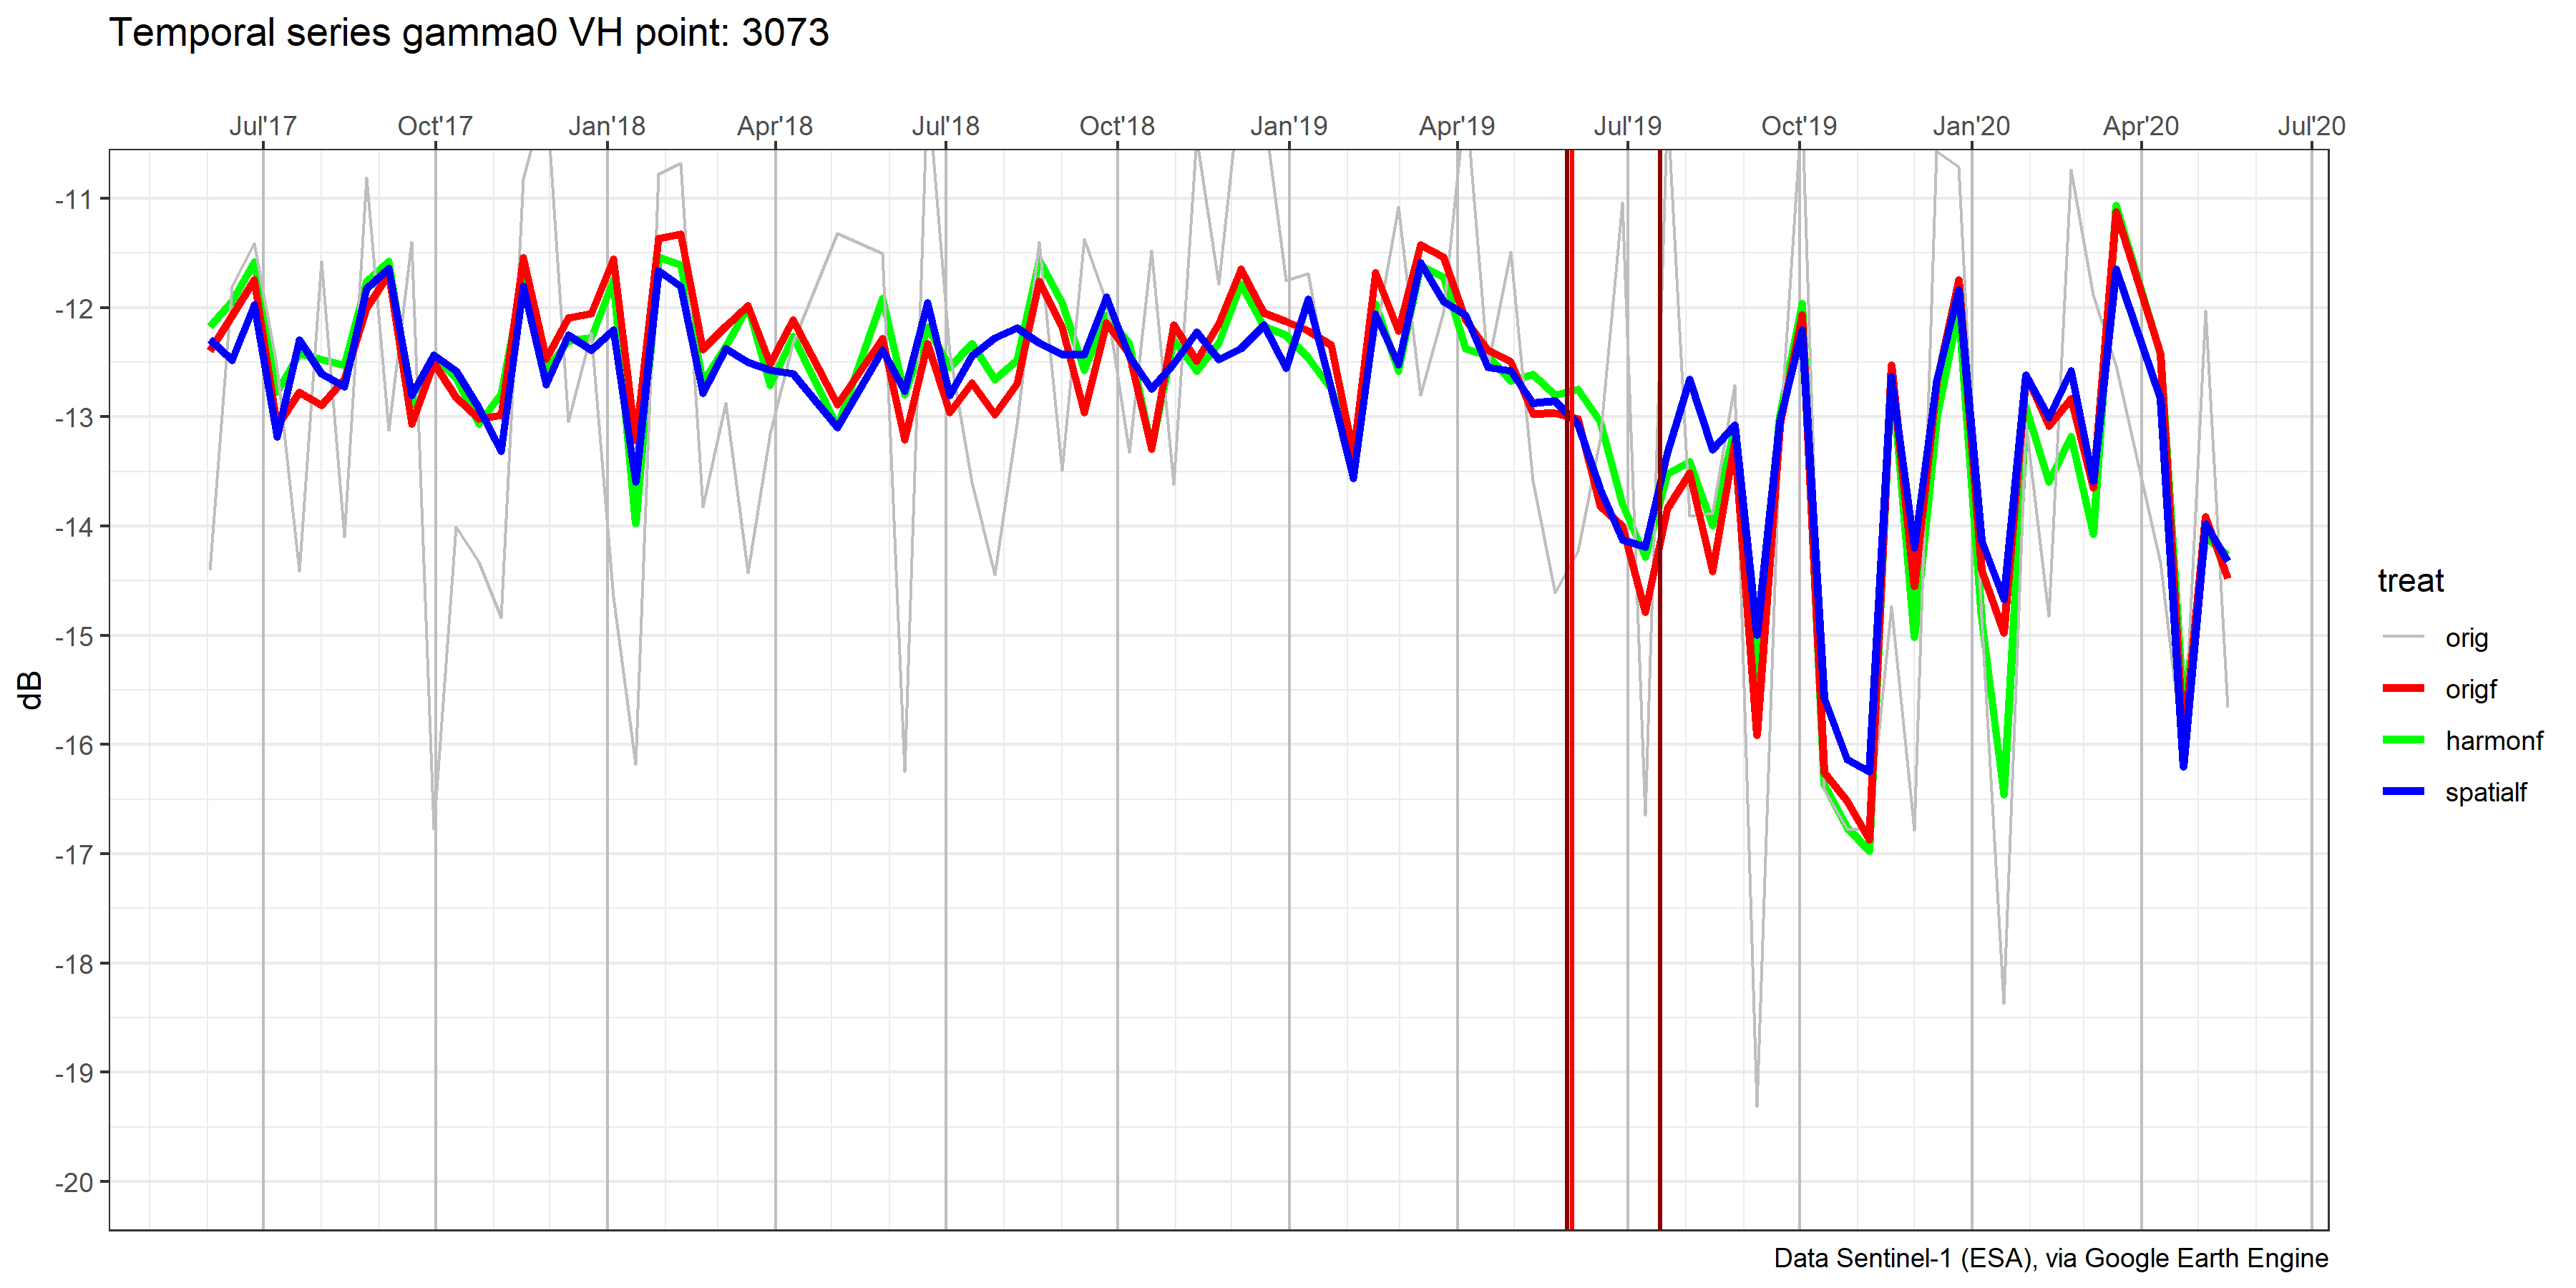 Temporal series gamma0 VH point: 3073
Jul'17 Oct'17 Jan'18 Apr'18 Jul'18 Oct'18 Jan'19 Apr'19 Jul'19 Oct'19 Jan'20 Apr'20 Jul'20
-11
-12
-13
-14
-15
-16
-17
-18
-19
-20
dB
treat
orig
origf
harmonf
spatialf
Data Sentinel-1 (ESA), via Google Earth Engine